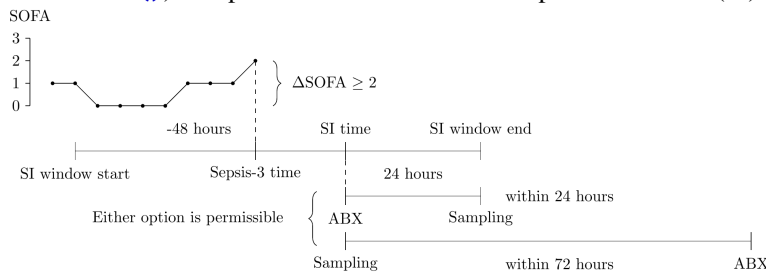 SOFA
3
2
1
0
ΔSOFA ≥ 2
-48 hours
SI time
SI window end
SI window start
Sepsis-3 time
24 hours
within 24 hours
Either option is permissible
ABX
Sampling
Sampling
within 72 hours
ABX